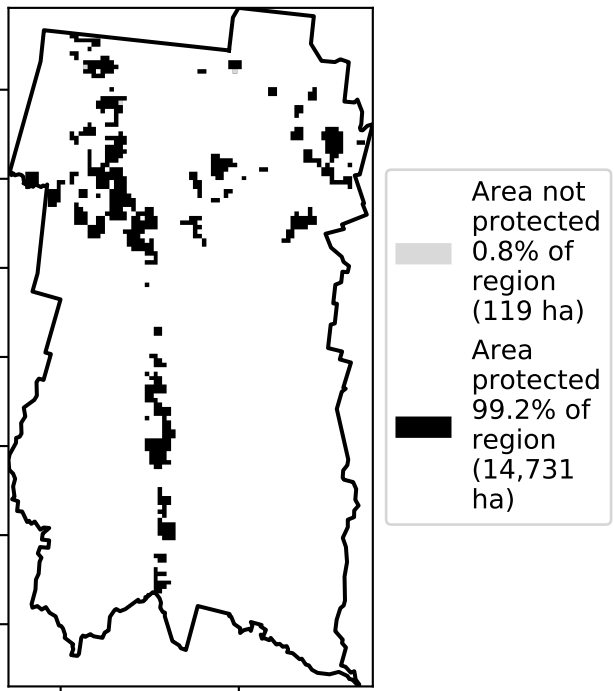 Area not
protected
0.8% of
region
(119 ha)
Area
protected
99.2% of
region
(14,731
ha)